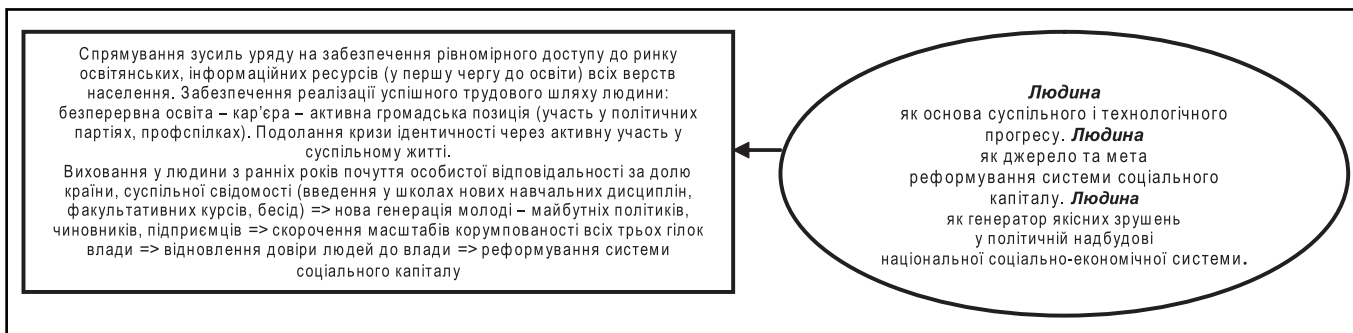 Спрямування зусиль уряду на забезпечення рівномірного доступу до ринку
освітянських, інформаційних ресурсів (у першу чергу до освіти) всіх верств
населення. Забезпечення реалізації успішного трудового шляху людини:
безперервна освіта – кар’єра – активна громадська позиція (участь у політичних
партіях, профспілках). Подолання кризи ідентичності через активну участь у
суспільному житті.
Виховання у людини з ранніх років почуття особистої відповідальності за долю
країни, суспільної свідомості (введення у школах нових навчальних дисциплін,
факультативних курсів, бесід) => нова генерація молоді – майбутніх політиків,
чиновників, підприємців => скорочення масштабів корумпованості всіх трьох гілок
влади => відновлення довіри людей до влади => реформування системи
соціального капіталу
Людина
як основа суспільного і технологічного
прогресу. Людина
як джерело та мета
реформування системи соціального
капіталу. Людина
як генератор якісних зрушень
у політичній надбудові
національної соціально-економічної системи.